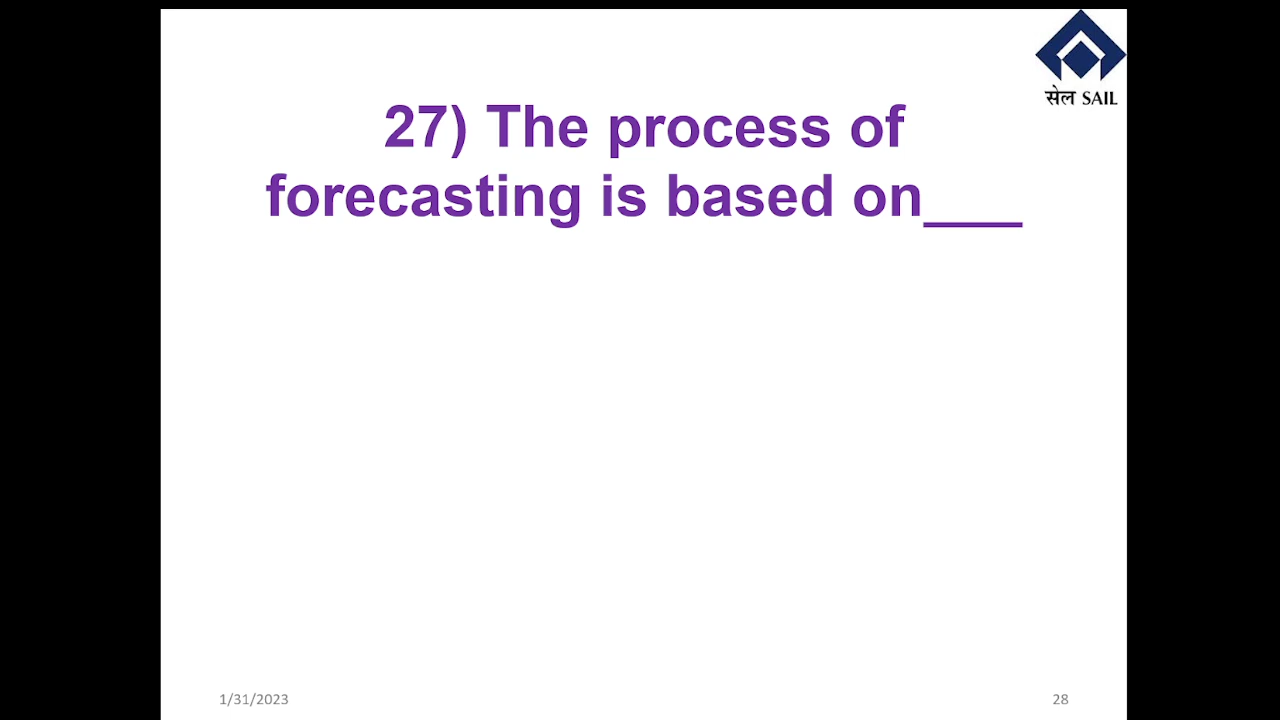 सेल SAIL
27) The process of
forecasting is based on___
1/31/2023
28